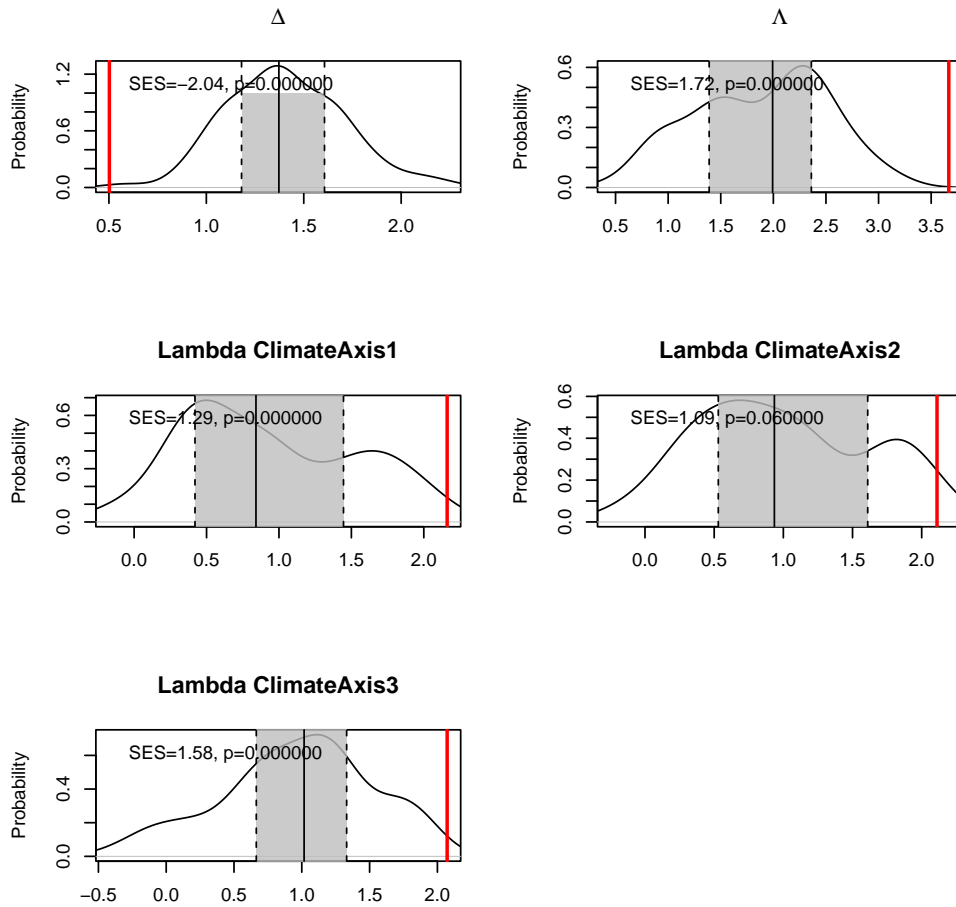 Δ
SES=−2.04, p=0.000000
Probability
0.0 0.6 1.2
0.5 1.0 1.5 2.0
Λ
SES=1.72, p=0.000000
Probability
0.0 0.3 0.6
0.5 1.0 1.5 2.0 2.5 3.0 3.5
Lambda ClimateAxis1
SES=1.29, p=0.000000
Probability
0.0 0.3 0.6
0.0 0.5 1.0 1.5 2.0
Lambda ClimateAxis2
SES=1.09, p=0.060000
Probability
0.0 0.2 0.4 0.6
0.0 0.5 1.0 1.5 2.0
Lambda ClimateAxis3
SES=1.58, p=0.000000
Probability
0.0 0.4
−0.5 0.0 0.5 1.0 1.5 2.0